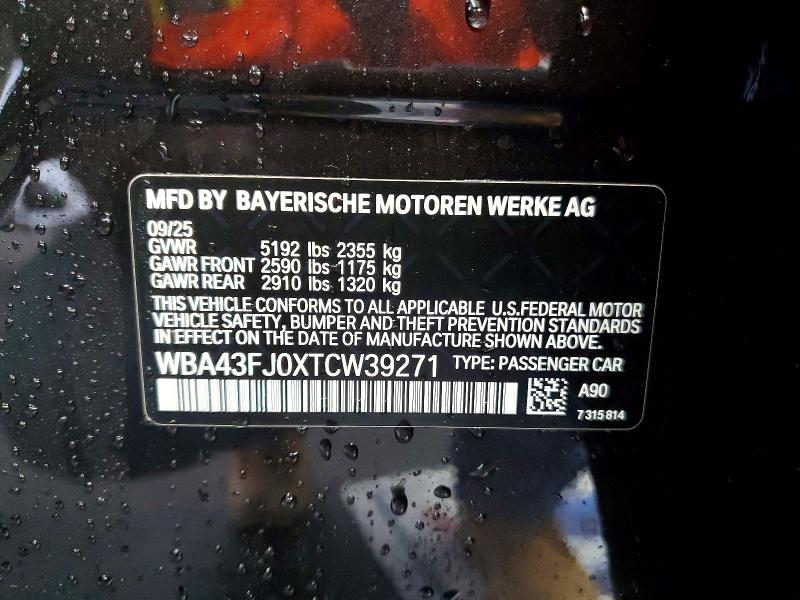 MFD BY BAYERISCHE MOTOREN WERKE AG
09/25
GVWR 5192 lbs 2355 kg
GAWR FRONT 2590 lbs 1175 kg
GAWR REAR 2910 lbs 1320 kg
THIS VEHICLE CONFORMS TO ALL APPLICABLE U.S.FEDERAL MOTOR
VEHICLE SAFETY, BUMPER AND THEFT PREVENTION STANDARDS
IN EFFECT ON THE DATE OF MANUFACTURE SHOWN ABOVE.
WBA43FJ0XTCW39271 TYPE: PASSENGER CAR
A90
7 315 814